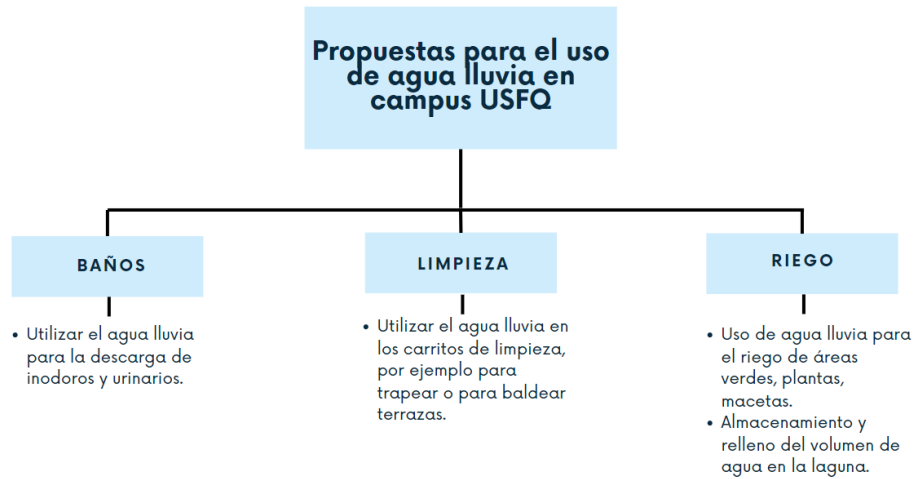 Propuestas para el uso
de agua lluvia en
campus USFQ
BAÑOS
• Utilizar el agua lluvia
para la descarga de
inodoros y urinarios.
LIMPIEZA
• Utilizar el agua lluvia en
los carritos de limpieza,
por ejemplo para
trapear o para baldear
terrazas.
RIEGO
• Uso de agua lluvia para
el riego de áreas
verdes, plantas,
macetas.
• Almacenamiento y
relleno del volumen de
agua en la laguna.